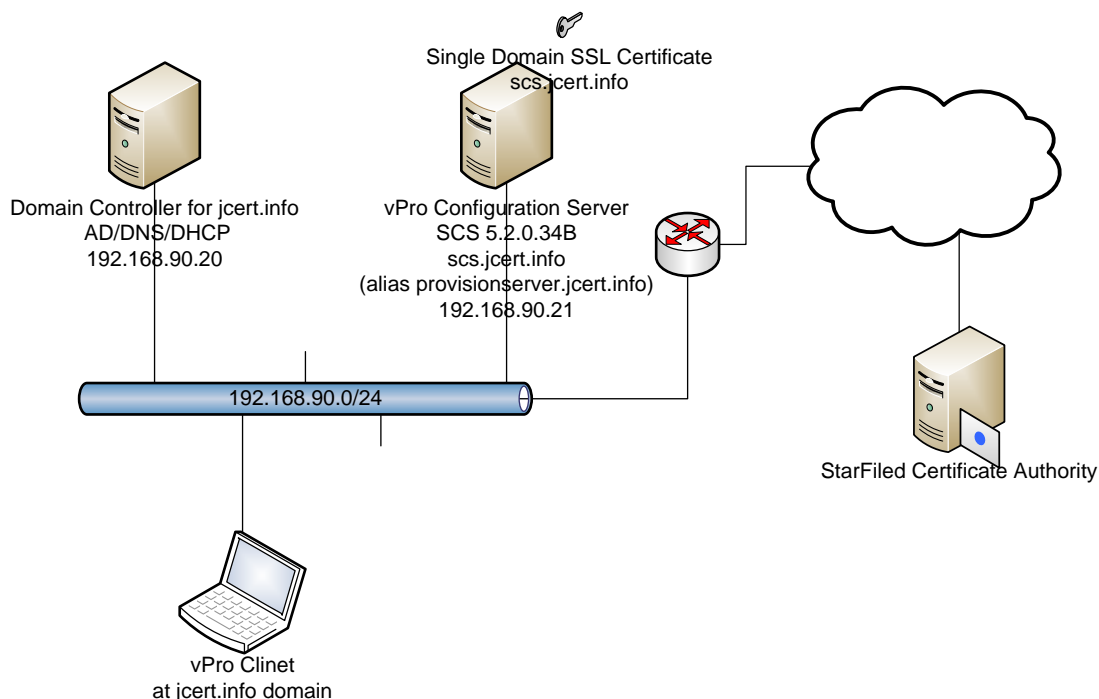 Single Domain SSL Certificate
scs.jcert.info
Domain Controller for jcert.info
AD/DNS/DHCP
192.168.90.20
vPro Configuration Server
SCS 5.2.0.34B
scs.jcert.info
(alias provisionserver.jcert.info)
192.168.90.21
192.168.90.0/24
StarFiled Certificate Authority
vPro Clinet
at jcert.info domain